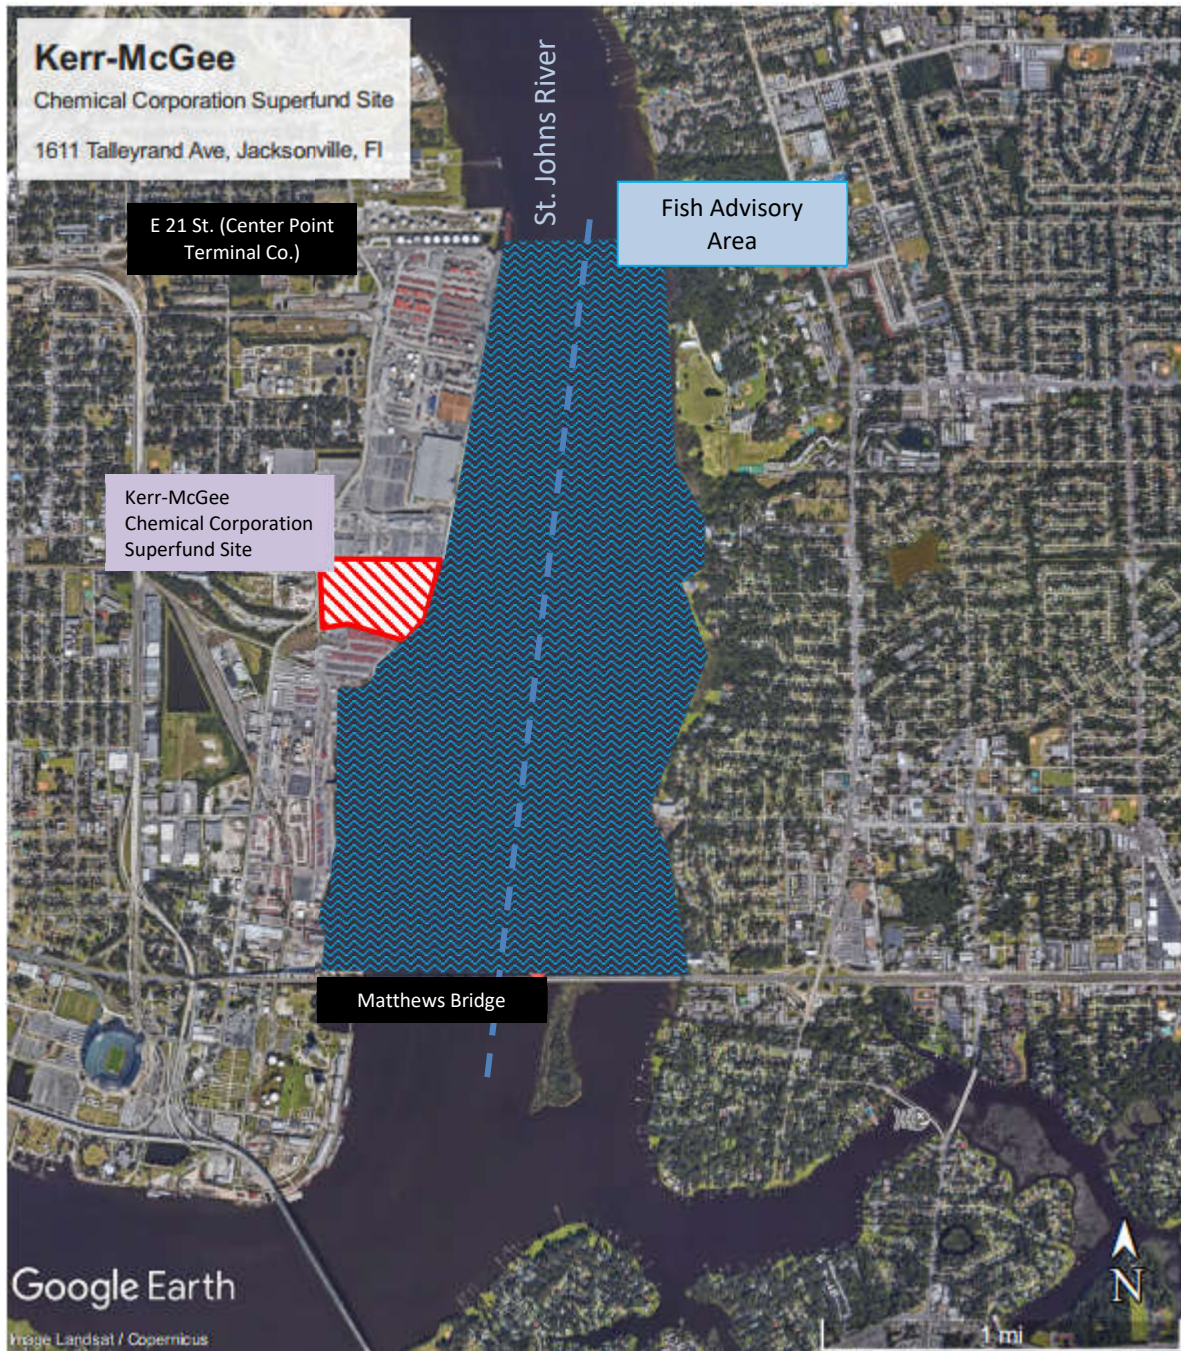 Kerr-McGee
Chemical Corporation Superfund Site
1611 Talleyrand Ave, Jacksonville, Fl
St. Johns River
E 21 St. (Center Point
Terminal Co.)
Fish Advisory
Area
Kerr-McGee
Chemical Corporation
Superfund Site
Matthews Bridge
N
Google Earth
Image Landsat / Copernicus
1 mi